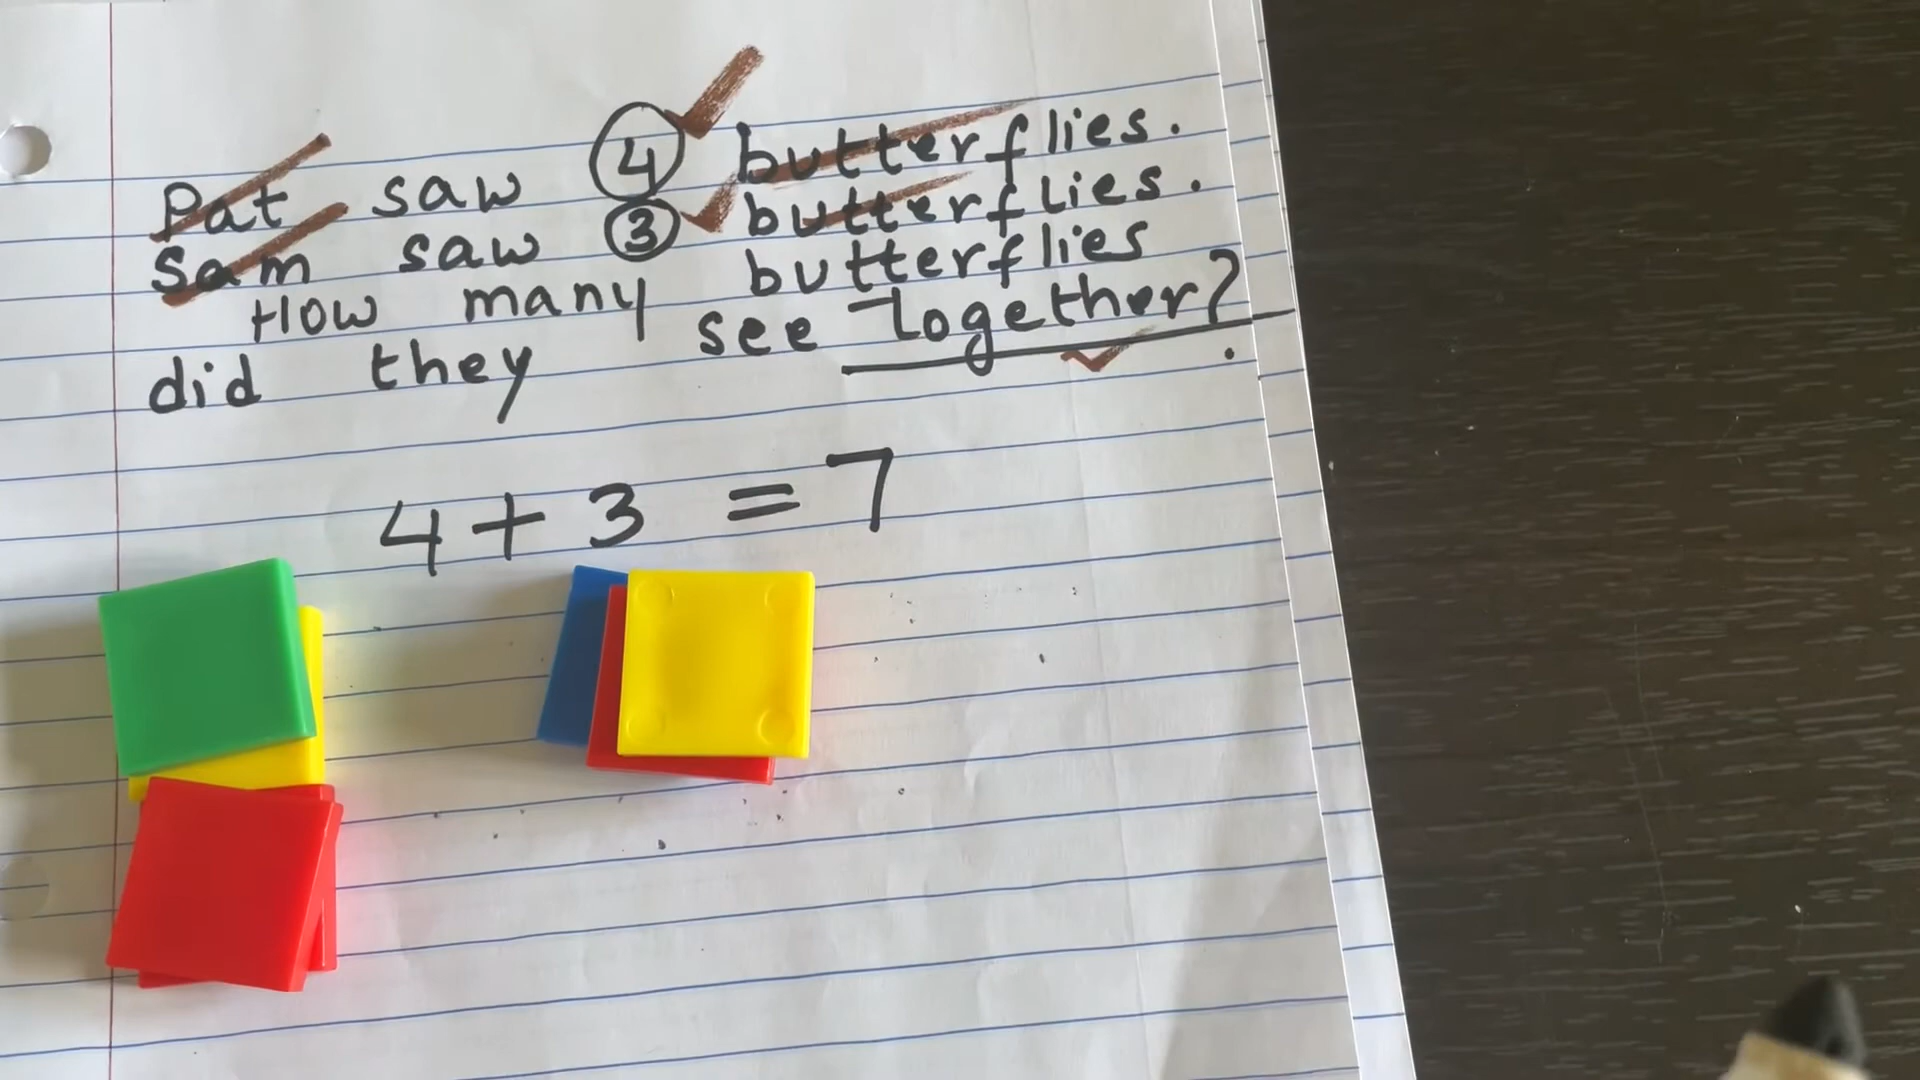 Pat saw 4 butterflies.
Sam saw 3 butterflies.
How many butterflies
did they see Together?
4 + 3 = 7